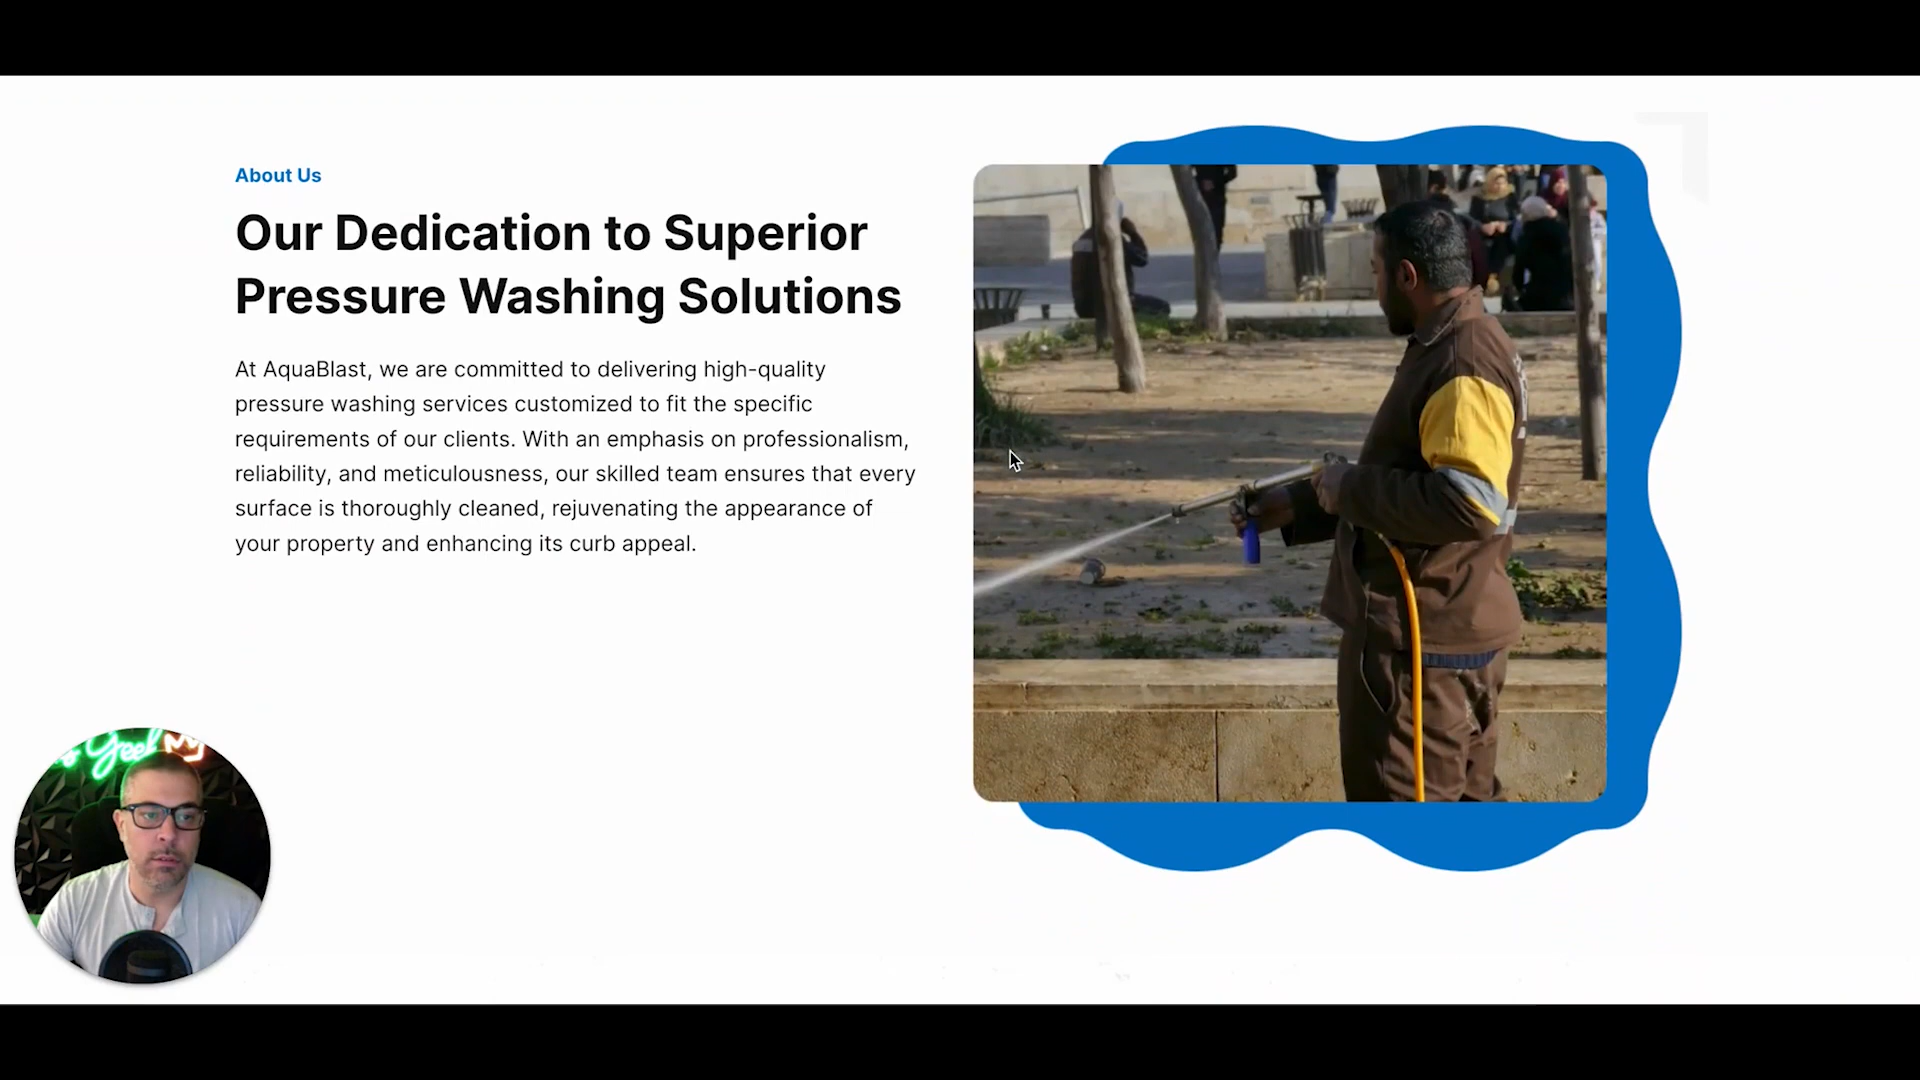 About Us
Our Dedication to Superior
Pressure Washing Solutions
At AquaBlast, we are committed to delivering high-quality
pressure washing services customized to fit the specific
requirements of our clients. With an emphasis on professionalism,
reliability, and meticulousness, our skilled team ensures that every
surface is thoroughly cleaned, rejuvenating the appearance of
your property and enhancing its curb appeal.